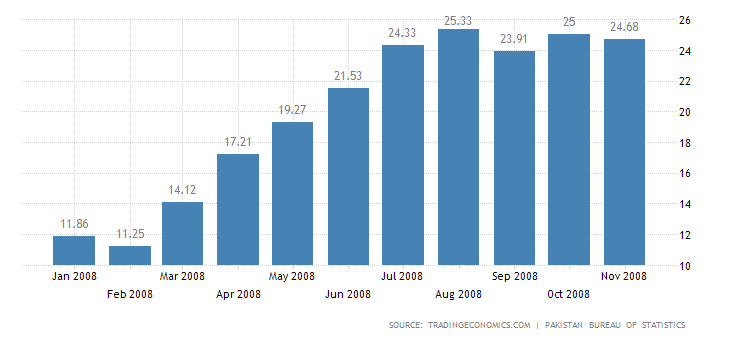 25.33
26
25
24.33
24.68
23.91
24
21.53
22
19.27
20
17.21
18
14.12
16
14
11.86
11.25
12
10
Jan 2008
Mar 2008
May 2008
Jul 2008
Sep 2008
Nov 2008
Feb 2008
Apr 2008
Jun 2008
Aug 2008
Oct 2008
SOURCE: TRADINGECONOMICS.COM | PAKISTAN BUREAU OF STATISTICS